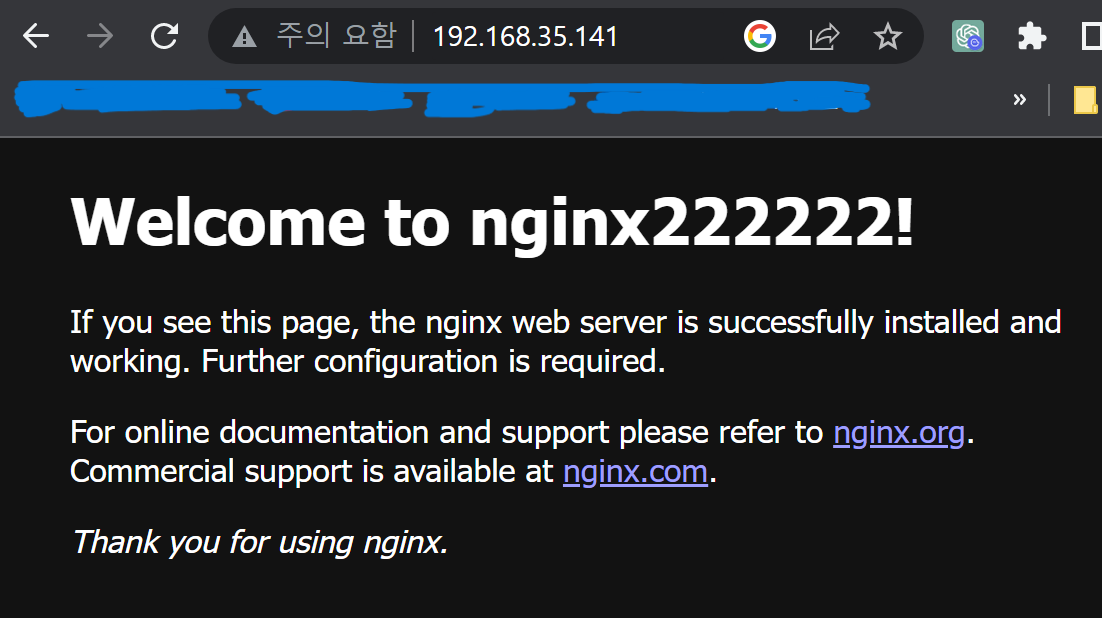 주의 요함 192.168.35.141
»
Welcome to nginx222222!
If you see this page, the nginx web server is successfully installed and
working. Further configuration is required.
For online documentation and support please refer to nginx.org.
Commercial support is available at nginx.com.
Thank you for using nginx.